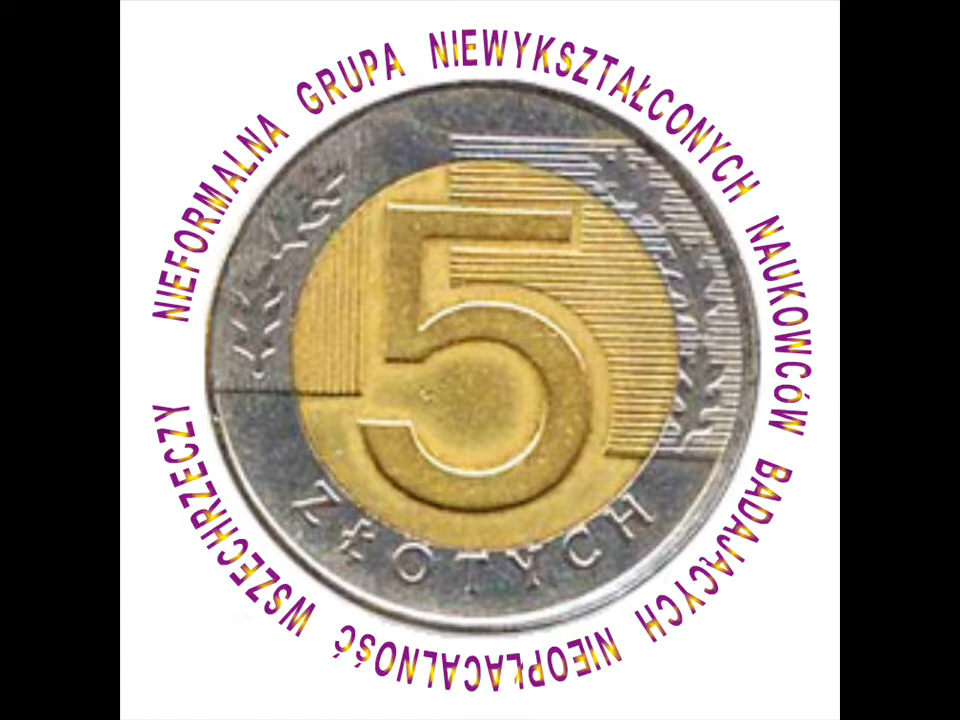 NIEFORMALNA GRUPA NIEWYKSZTAŁCONYCH NAUKOWCÓW BADAJĄCYCH NIEOPŁACALNOŚĆ WSZECHRZECZY
5
ZŁOTYCH